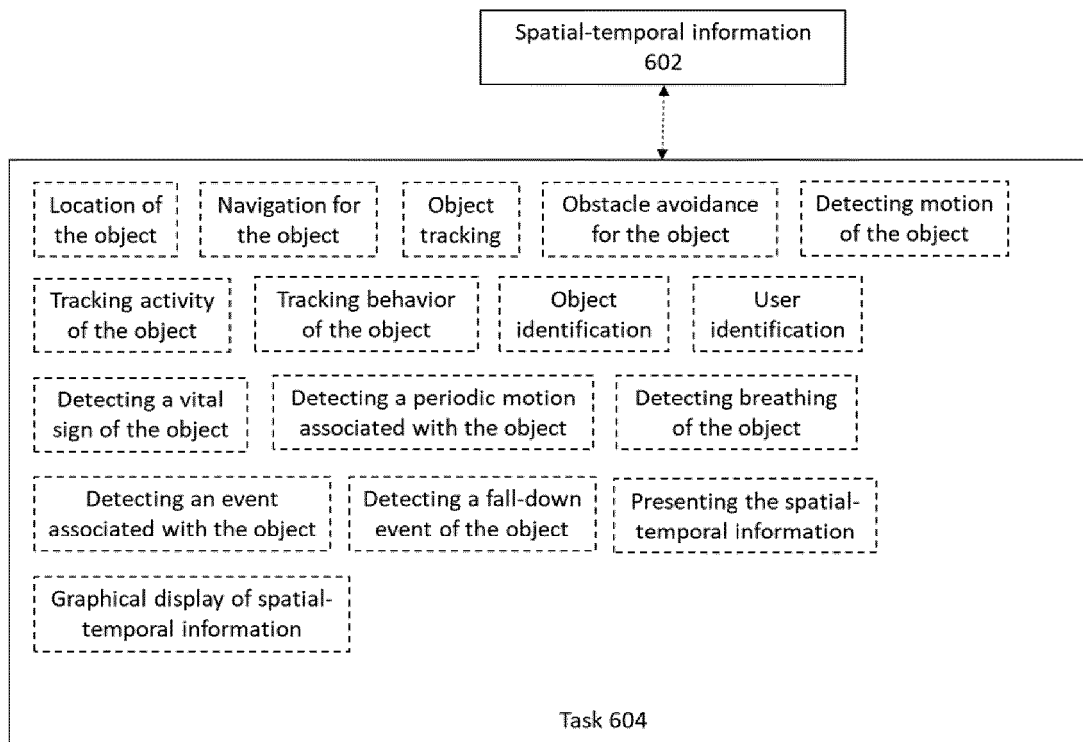 Spatial-temporal information
602
Location of
the object
Navigation for
the object
Object
tracking
Obstacle avoidance
for the object
Detecting motion
of the object
Tracking activity
of the object
Tracking behavior
of the object
Object
identification
User
identification
Detecting a vital
sign of the object
Detecting a periodic motion
associated with the object
Detecting breathing
of the object
Detecting an event
associated with the object
Detecting a fall-down
event of the object
Presenting the spatial-
temporal information
Graphical display of spatial-
temporal information
Task 604